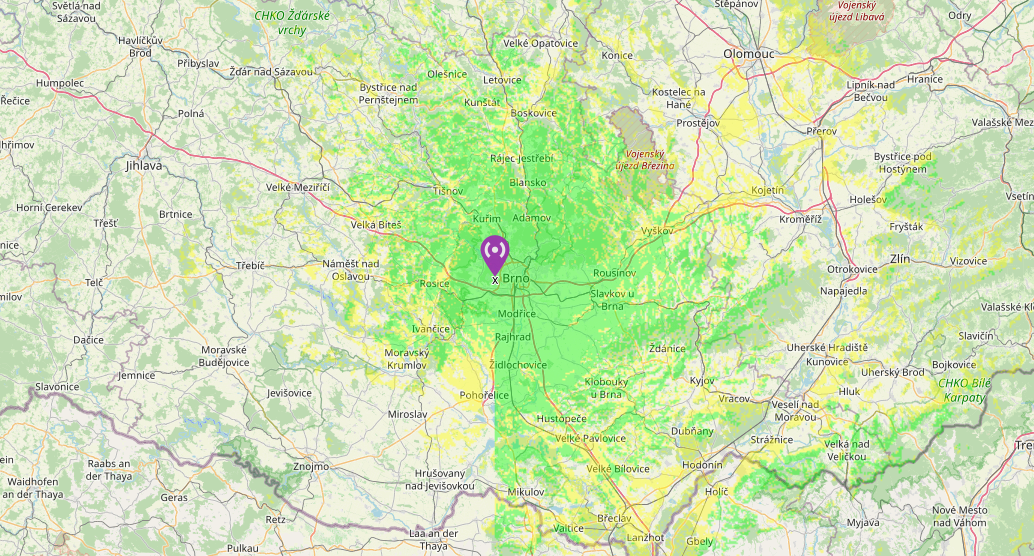 Světlá nad
Sázavou
CHKO Žďárské
vrchy
Štěpánov
Vojenský
újezd Libavá
Odry
Havlíčkův
Brod
Přibyslav
Velké Opatovice
Konice
Olomouc
Humpolec
Žďár nad Sázavou
Olešnice
Letovice
Hranice
Řečice
Bystřice nad
Pernštejnem
Kunštát
Boskovice
Kostelec na
Hané
Lipník nad
Bečvou
Polná
Prostějov
Přerov
Valašské Mez
Jihlava
Rájec-Jestřebí
Vojenský
újezd Březina
Bystřice pod
Hostýnem
Velké Meziříčí
Tišnov
Blansko
Kojetín
Holešov
Vsetín
Horní Cerekev
Třešť
Brtnice
Velká Bíteš
Kuřim
Adamov
Vyškov
Kroměříž
Fryšták
Třebíč
Náměšť nad
Oslavou
x
Brno
Rousínov
Otrokovice
Zlín
Vizovice
Telč
Rosice
Slavkov u
Brna
Napajedla
Valašské Kl
Modřice
Dačice
Ivančice
Rajhrad
Slavičín
Moravské
Budějovice
Moravský
Krumlov
Židlochovice
Ždánice
Uherské Hradiště
Kunovice
Uherský Brod
Bojkovice
Jemnice
Slavonice
Jevišovice
Pohořelice
Klobouky
u Brna
Kyjov
Hluk
CHKO Bílé
Karpaty
Miroslav
Hustopeče
Vracov
Veselí nad
Moravou
Dubňany
Strážnice
Velká nad
Veličkou
Raabs an
der Thaya
Znojmo
Velké Pavlovice
Waidhofen
an der Thaya
Hrušovany
nad Jevišovkou
Velké Bílovice
Hodonín
Geras
Mikulov
Holíč
Retz
Břeclav
Myjava
Nové Mesto
nad Váhom
Pulkau
Laa an der
Thaya
Valtice
Lanžhot
Gbely